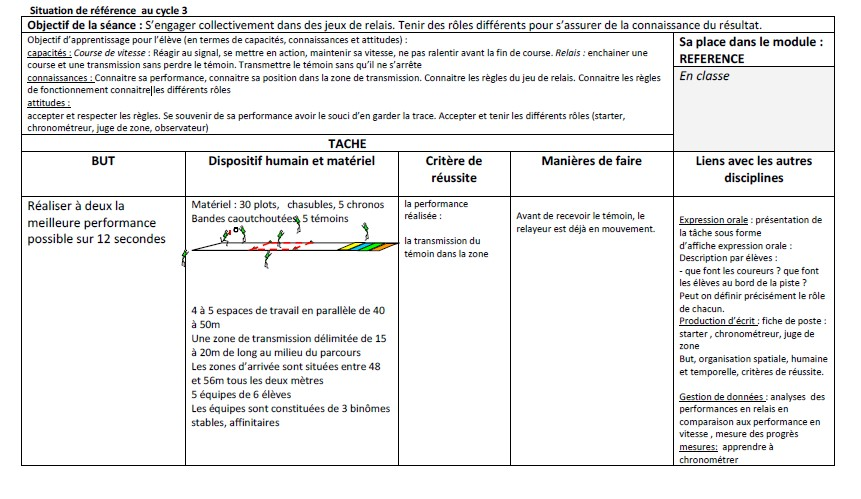 Situation de référence au cycle 3
Objectif de la séance : S’engager collectivement dans des jeux de relais. Tenir des rôles différents pour s’assurer de la connaissance du résultat.
Objectif d’apprentissage pour l’élève (en termes de capacités, connaissances et attitudes) :
capacités : Course de vitesse : Réagir au signal, se mettre en action, maintenir sa vitesse, ne pas ralentir avant la fin de course. Relais : enchainer une
course et une transmission sans perdre le témoin. Transmettre le témoin sans qu’il ne s’arrête
connaissances : Connaitre sa performance, connaitre sa position dans la zone de transmission. Connaitre les règles du jeu de relais. Connaitre les règles
de fonctionnement connaitre les différents rôles
attitudes :
accepter et respecter les règles. Se souvenir de sa performance avoir le souci d’en garder la trace. Accepter et tenir les différents rôles (starter,
chronométreur, juge de zone, observateur)
Sa place dans le module :
REFERENCE
En classe
TACHE
BUT
Dispositif humain et matériel
Critère de
réussite
Manières de faire
Liens avec les autres
disciplines
Réaliser à deux la
meilleure performance
possible sur 12 secondes
Matériel : 30 plots, chasubles, 5 chronos
Bandes caoutchoutées, 5 témoins
4 à 5 espaces de travail en parallèle de 40
à 50m
Une zone de transmission délimitée de 15
à 20m de long au milieu du parcours
Les zones d’arrivée sont situées entre 48
et 56m tous les deux mètres
5 équipes de 6 élèves
Les équipes sont constituées de 3 binômes
stables, affinitaires
la performance
réalisée :
la transmission du
témoin dans la zone
Avant de recevoir le témoin, le
relayeur est déjà en mouvement.
Expression orale : présentation de
la tâche sous forme
d’affiche expression orale :
Description par élèves :
- que font les coureurs ? que font
les élèves au bord de la piste ?
Peut on définir précisément le rôle
de chacun.
Production d’écrit : fiche de poste :
starter , chronométreur, juge de
zone
But, organisation spatiale, humaine
et temporelle, critères de réussite.
Gestion de données : analyses des
performances en relais en
comparaison aux performance en
vitesse , mesure des progrès
mesures: apprendre à
chronométrer